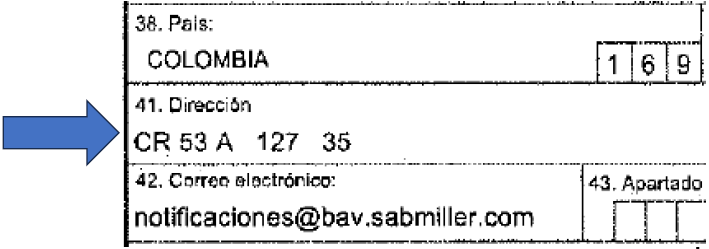 38. País:
COLOMBIA 1 6 9
41. Dirección
CR 53 A 127 35
42. Correo electrónico: 43. Apartado
notificaciones@bav.sabmiller.com